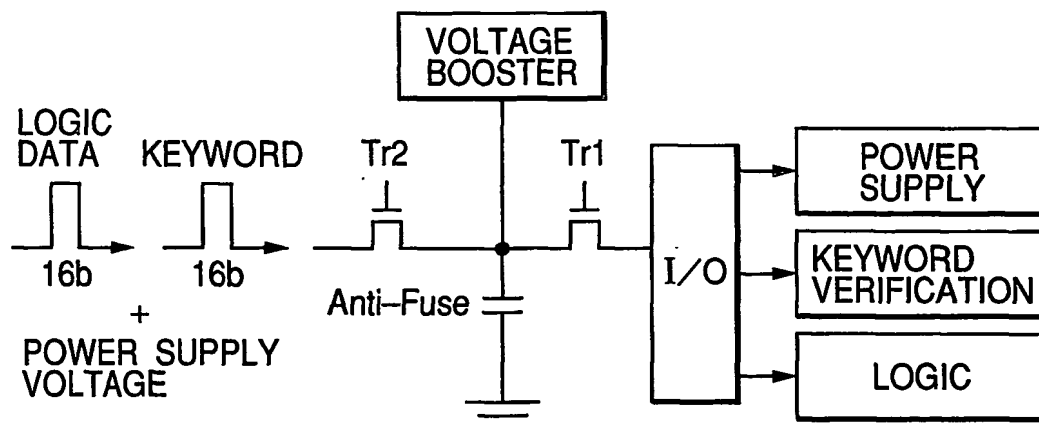 VOLTAGE
BOOSTER
LOGIC
DATA
KEYWORD
Tr2
Tr1
16b
16b
+
POWER SUPPLY
VOLTAGE
Anti-Fuse
I/O
POWER
SUPPLY
KEYWORD
VERIFICATION
LOGIC